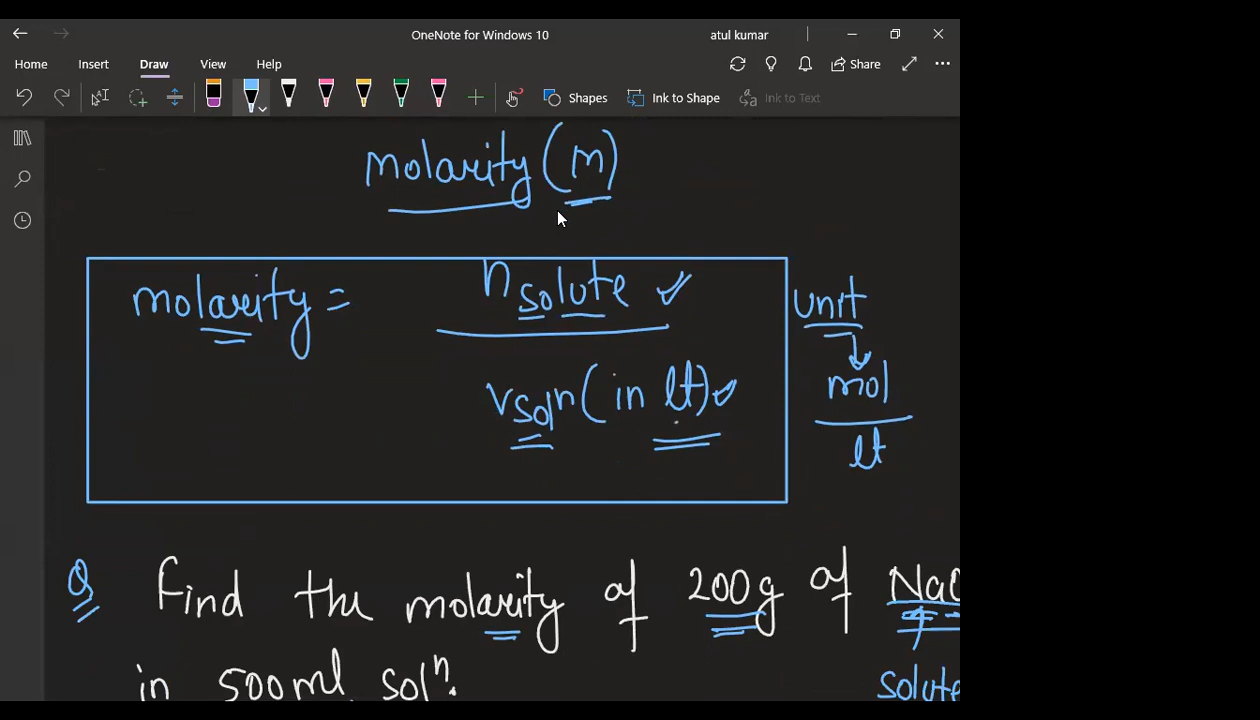 OneNote for Windows 10
atul kumar
Home Insert Draw View Help
Share
Shapes Ink to Shape Ink to Text
molarity (m)
molarity = n solute
v soln (in lt)
unit
mol
lt
Q Find the molarity of 200g of
in 500ml soln.
solute